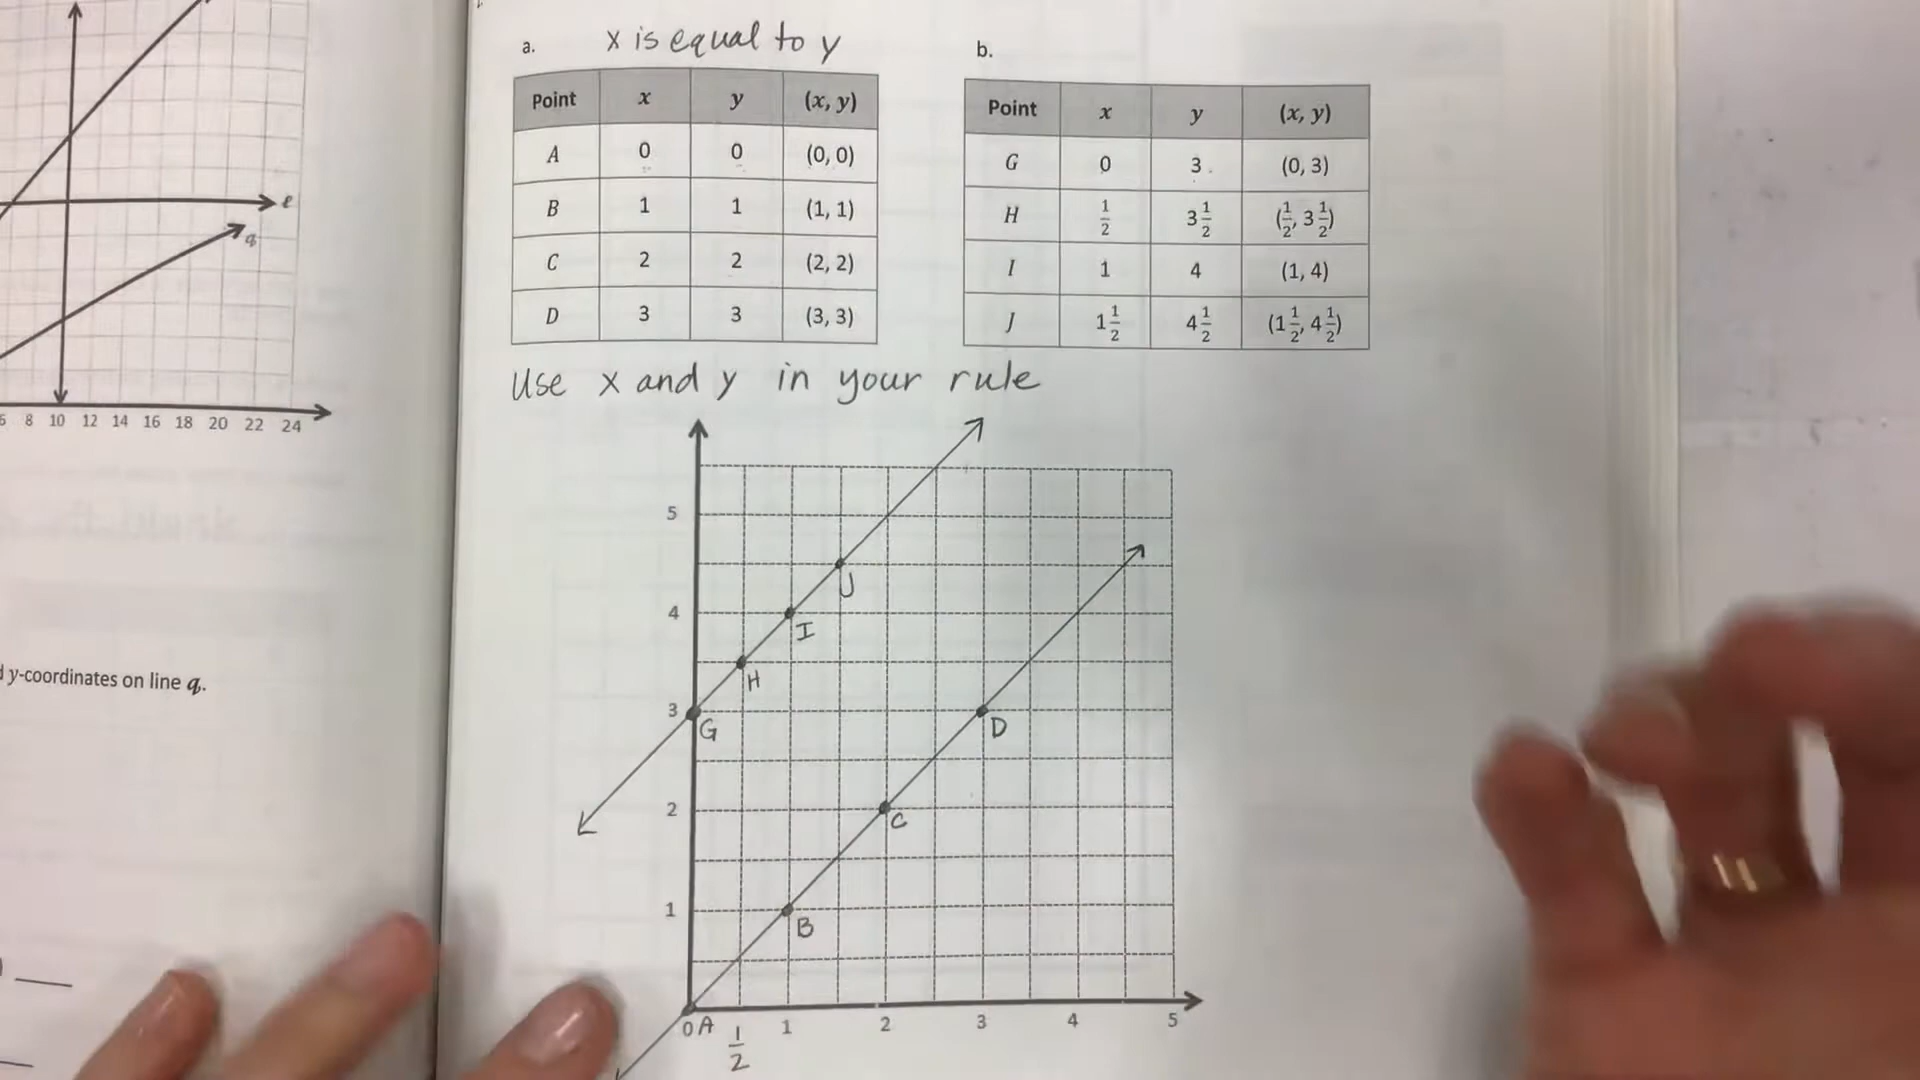 ℓ
q
6 8 10 12 14 16 18 20 22 24
y-coordinates on line q.
a. x is equal to y
Point x y (x, y)
A 0 0 (0, 0)
B 1 1 (1, 1)
C 2 2 (2, 2)
D 3 3 (3, 3)
b.
Point x y (x, y)
G 0 3 (0, 3)
H 1/2 3 1/2 (1/2, 3 1/2)
I 1 4 (1, 4)
J 1 1/2 4 1/2 (1 1/2, 4 1/2)
Use x and y in your rule
5
J
4
I
H
3
G
D
2
C
1
B
0 A 1/2 1 2 3 4 5